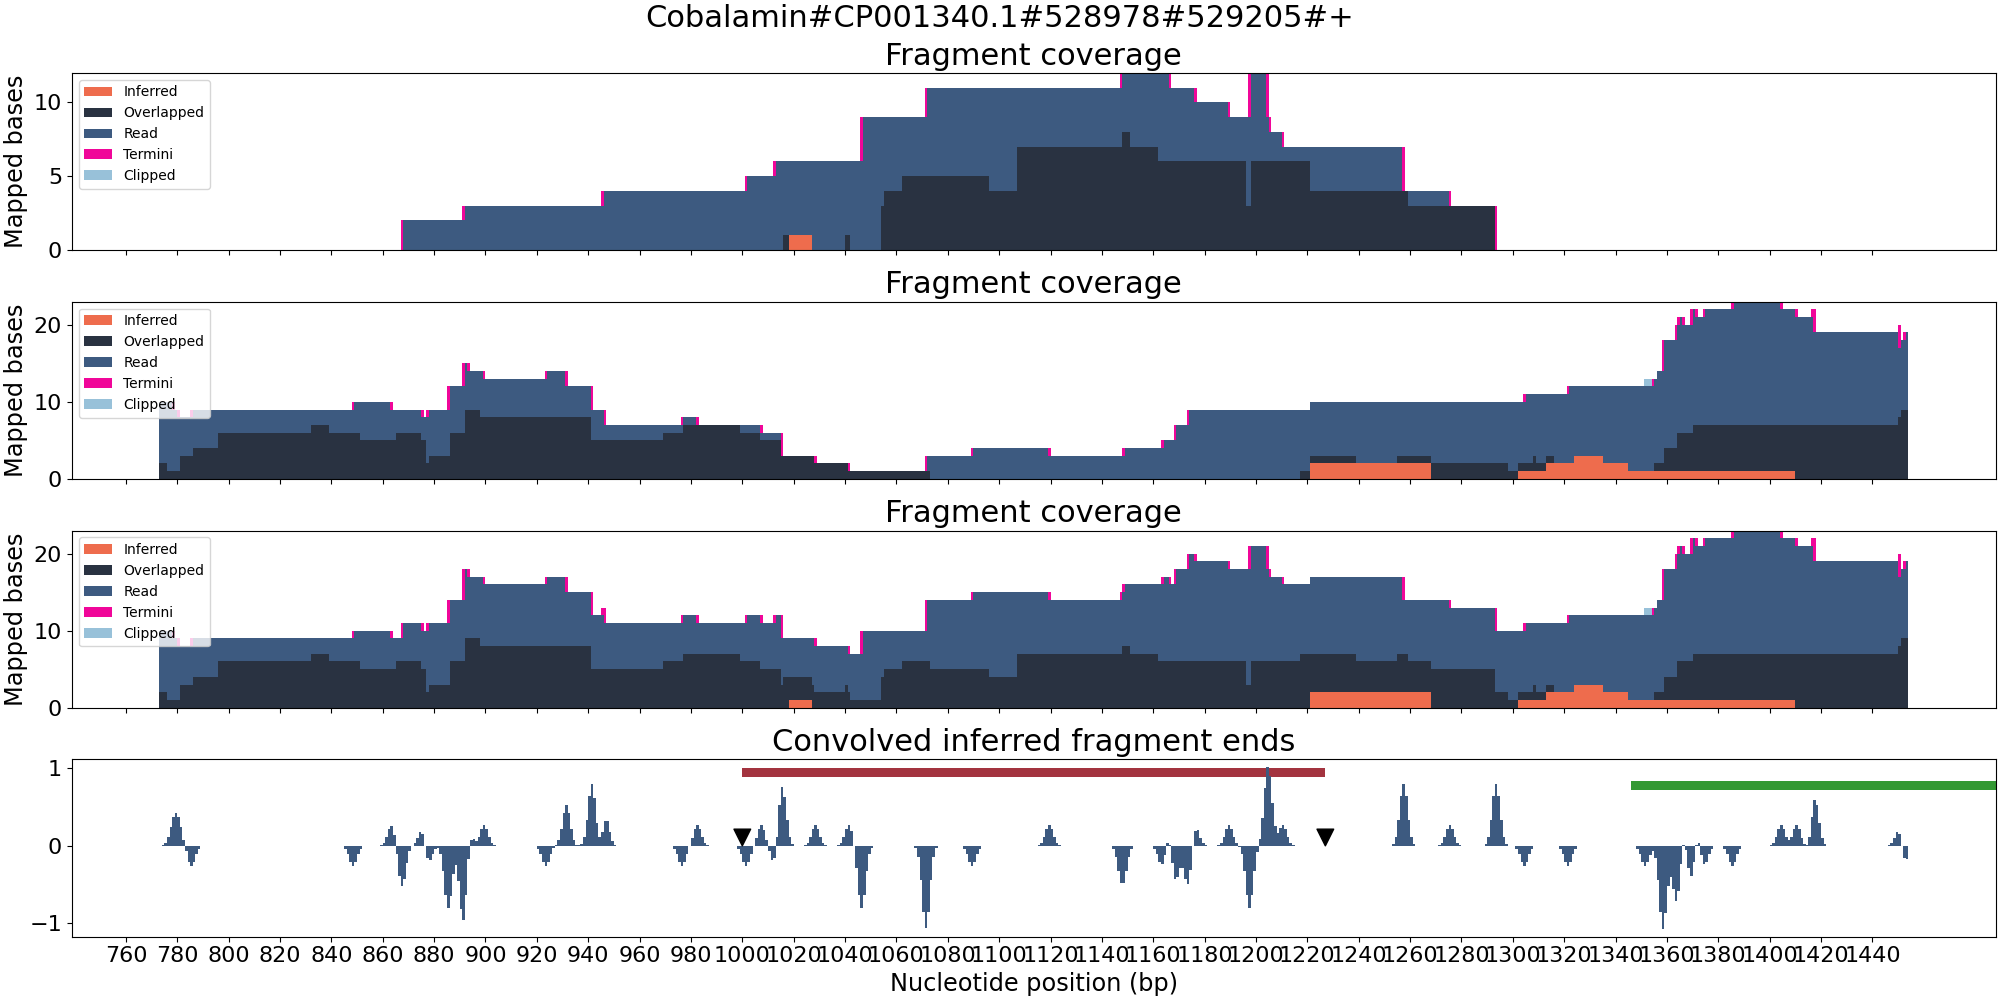 Cobalamin#CP001340.1#528978#529205#+
Fragment coverage
Mapped bases
10
5
0
Inferred
Overlapped
Read
Termini
Clipped
Fragment coverage
Mapped bases
20
10
0
Inferred
Overlapped
Read
Termini
Clipped
Fragment coverage
Mapped bases
20
10
0
Inferred
Overlapped
Read
Termini
Clipped
Convolved inferred fragment ends
1
0
−1
760 780 800 820 840 860 880 900 920 940 960 980 1000 1020 1040 1060 1080 1100 1120 1140 1160 1180 1200 1220 1240 1260 1280 1300 1320 1340 1360 1380 1400 1420 1440
Nucleotide position (bp)